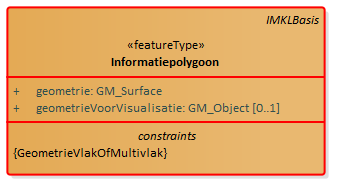 IMKLBasis
«featureType»
Informatiepolygoon
+ geometrie: GM_Surface
+ geometrieVoorVisualisatie: GM_Object [0..1]
constraints
{GeometrieVlakOfMultivlak}